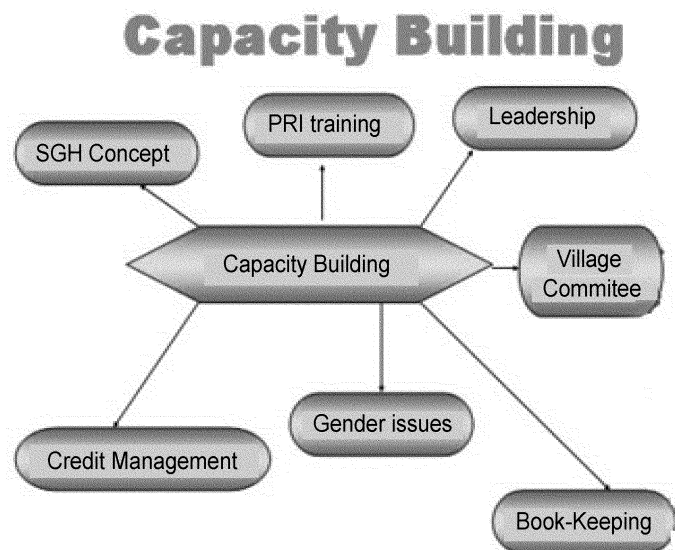 Capacity Building
PRI training
Leadership
SGH Concept
Capacity Building
Village
Commitee
Gender issues
Credit Management
Book-Keeping